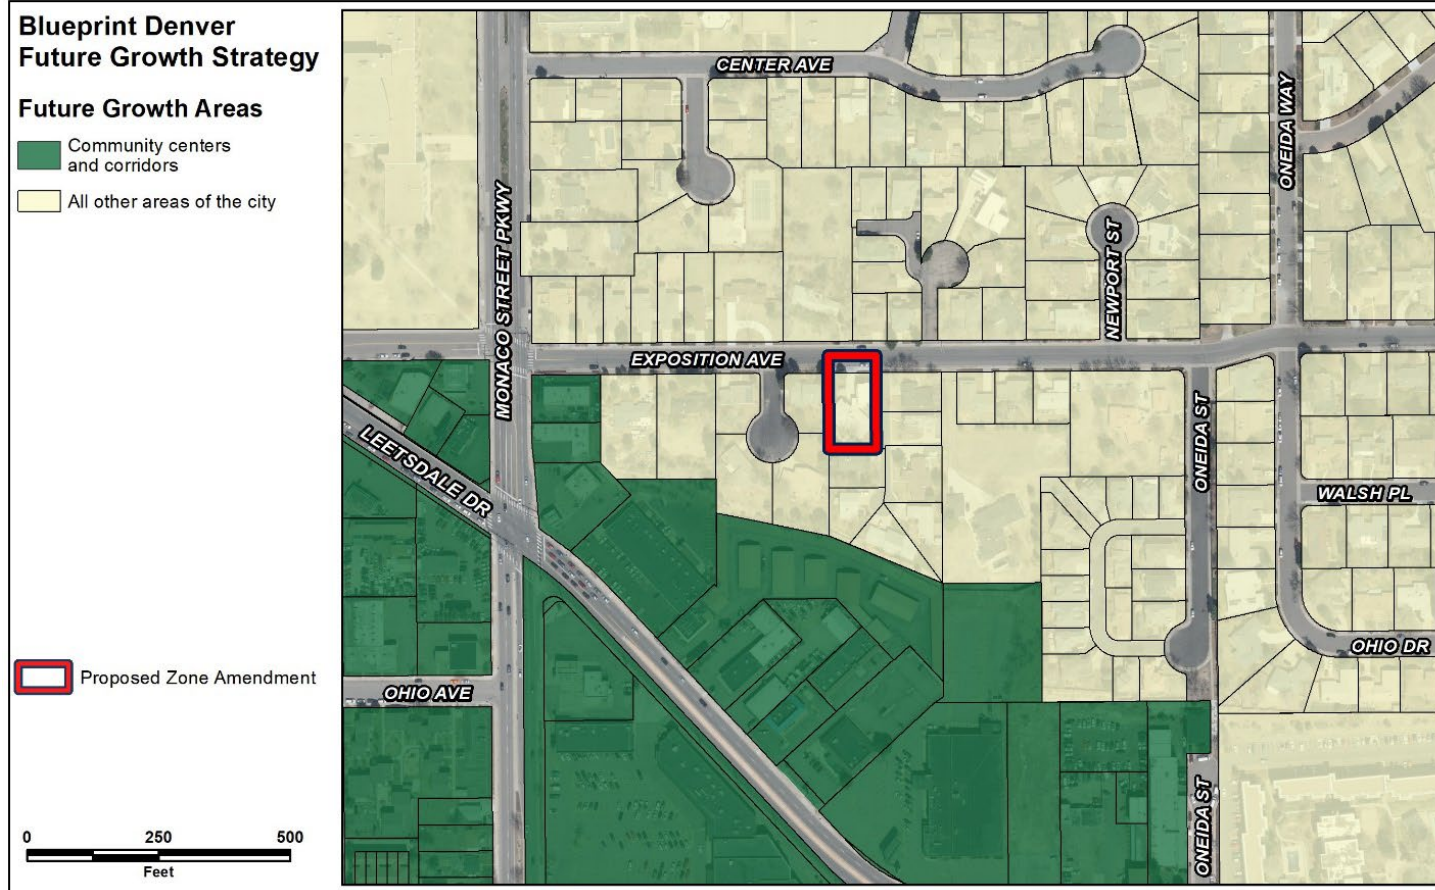 Blueprint Denver
Future Growth Strategy
Future Growth Areas
Community centers
and corridors
All other areas of the city
Proposed Zone Amendment
0 250 500
Feet
CENTER AVE
ONEIDA WAY
MONACO STREET PKWY
NEWPORT ST
EXPOSITION AVE
LEETSDALE DR
ONEIDA ST
WALSH PL
OHIO DR
OHIO AVE
ONEIDA ST